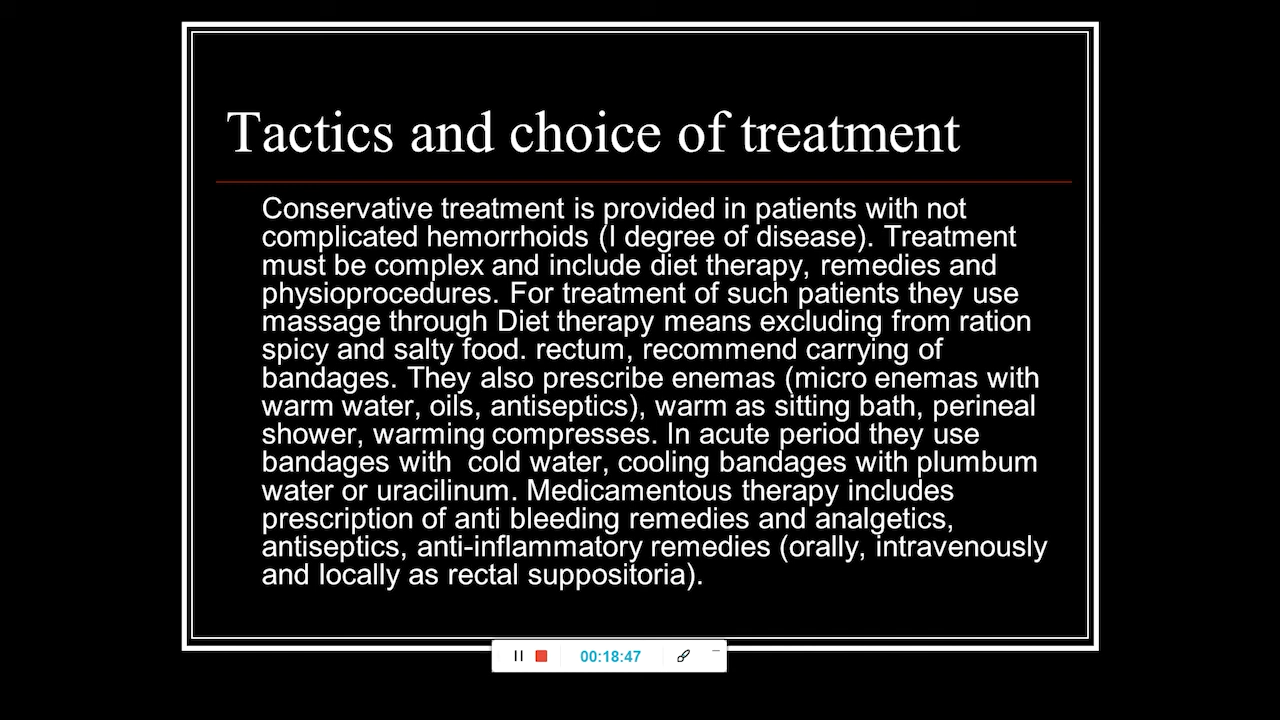 Tactics and choice of treatment
Conservative treatment is provided in patients with not
complicated hemorrhoids (I degree of disease). Treatment
must be complex and include diet therapy, remedies and
physioprocedures. For treatment of such patients they use
massage through Diet therapy means excluding from ration
spicy and salty food. rectum, recommend carrying of
bandages. They also prescribe enemas (micro enemas with
warm water, oils, antiseptics), warm as sitting bath, perineal
shower, warming compresses. In acute period they use
bandages with  cold water, cooling bandages with plumbum
water or uracilinum. Medicamentous therapy includes
prescription of anti bleeding remedies and analgetics,
antiseptics, anti-inflammatory remedies (orally, intravenously
and locally as rectal suppositoria).
00:18:47